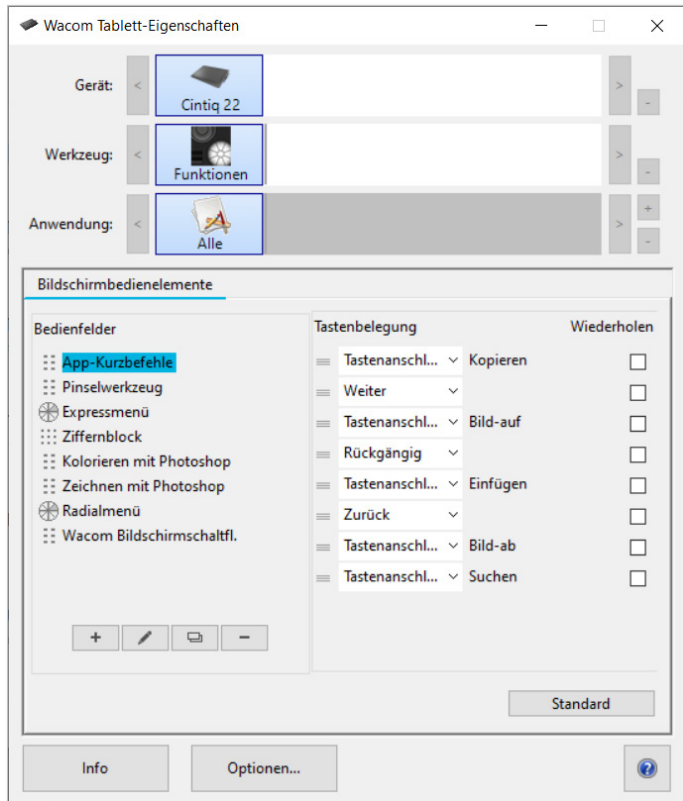 Wacom Tablett-Eigenschaften
Gerät:
<
Cintiq 22
>
-
Werkzeug:
<
Funktionen
>
-
Anwendung:
<
Alle
>
+
-
Bildschirmbedienelemente
Bedienfelder
App-Kurzbefehle
Pinselwerkzeug
Expressmenü
Ziffernblock
Kolorieren mit Photoshop
Zeichnen mit Photoshop
Radialmenü
Wacom Bildschirmschaltfl.
+
-
Tastenbelegung Wiederholen
Tastenanschl... Kopieren
Weiter
Tastenanschl... Bild-auf
Rückgängig
Tastenanschl... Einfügen
Zurück
Tastenanschl... Bild-ab
Tastenanschl... Suchen
Standard
Info
Optionen...
?